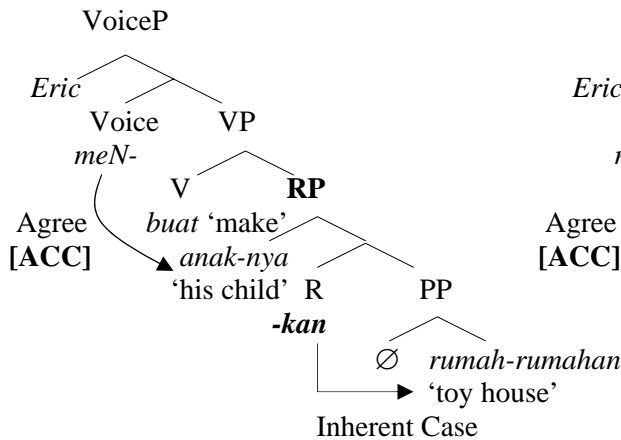 VoiceP
Eric Eric
Voice VP
meN-
V RP
buat ‘make’
Agree Agree
anak-nya
[ACC] [ACC]
‘his child’ R PP
-kan
∅ rumah-rumahan
‘toy house’
Inherent Case